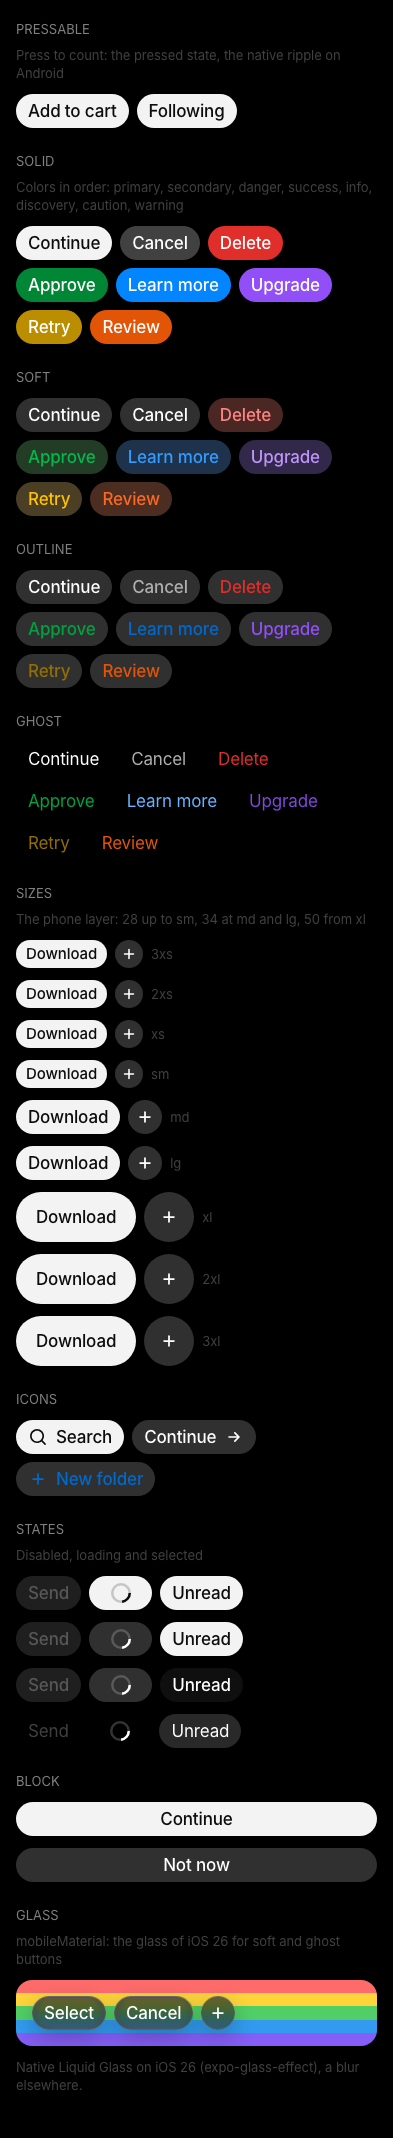 PRESSABLE
Press to count: the pressed state, the native ripple on
Android
Add to cart Following
SOLID
Colors in order: primary, secondary, danger, success, info,
discovery, caution, warning
Continue Cancel Delete
Approve Learn more Upgrade
Retry Review
SOFT
Continue Cancel Delete
Approve Learn more Upgrade
Retry Review
OUTLINE
Continue Cancel Delete
Approve Learn more Upgrade
Retry Review
GHOST
Continue Cancel Delete
Approve Learn more Upgrade
Retry Review
SIZES
The phone layer: 28 up to sm, 34 at md and lg, 50 from xl
Download + 3xs
Download + 2xs
Download + xs
Download + sm
Download + md
Download + lg
Download + xl
Download + 2xl
Download + 3xl
ICONS
Search Continue →
+ New folder
STATES
Disabled, loading and selected
Send Unread
Send Unread
Send Unread
Send Unread
BLOCK
Continue
Not now
GLASS
mobileMaterial: the glass of iOS 26 for soft and ghost
buttons
Select Cancel +
Native Liquid Glass on iOS 26 (expo-glass-effect), a blur
elsewhere.